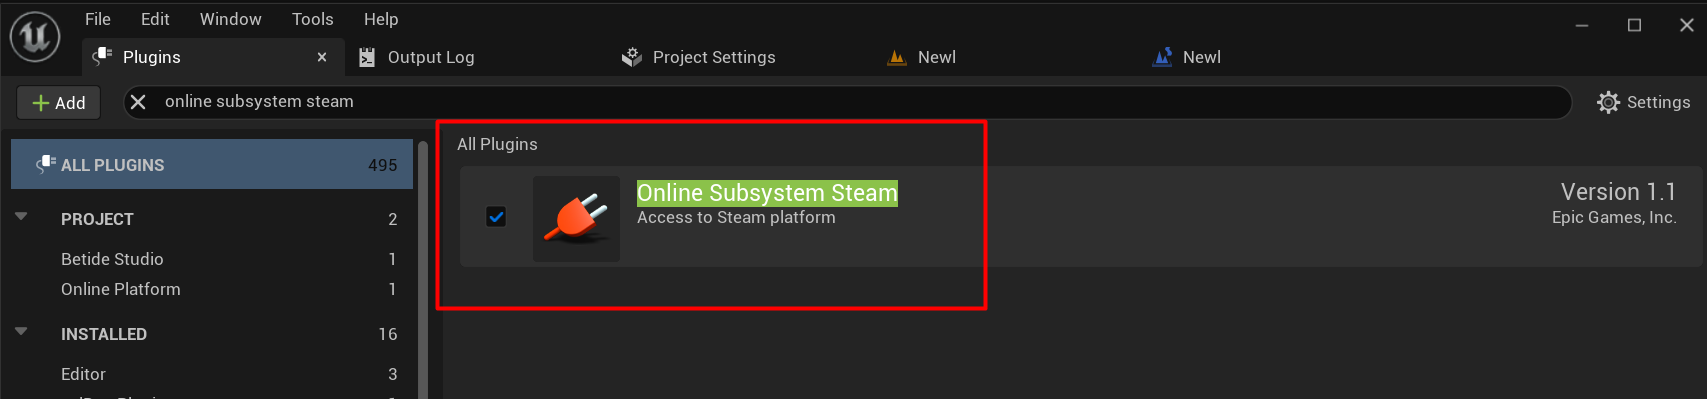 File Edit Window Tools Help
Plugins Output Log Project Settings Newl Newl
Add online subsystem steam Settings
All Plugins
ALL PLUGINS 495
Online Subsystem Steam Version 1.1
Access to Steam platform Epic Games, Inc.
PROJECT 2
Betide Studio 1
Online Platform 1
INSTALLED 16
Editor 3